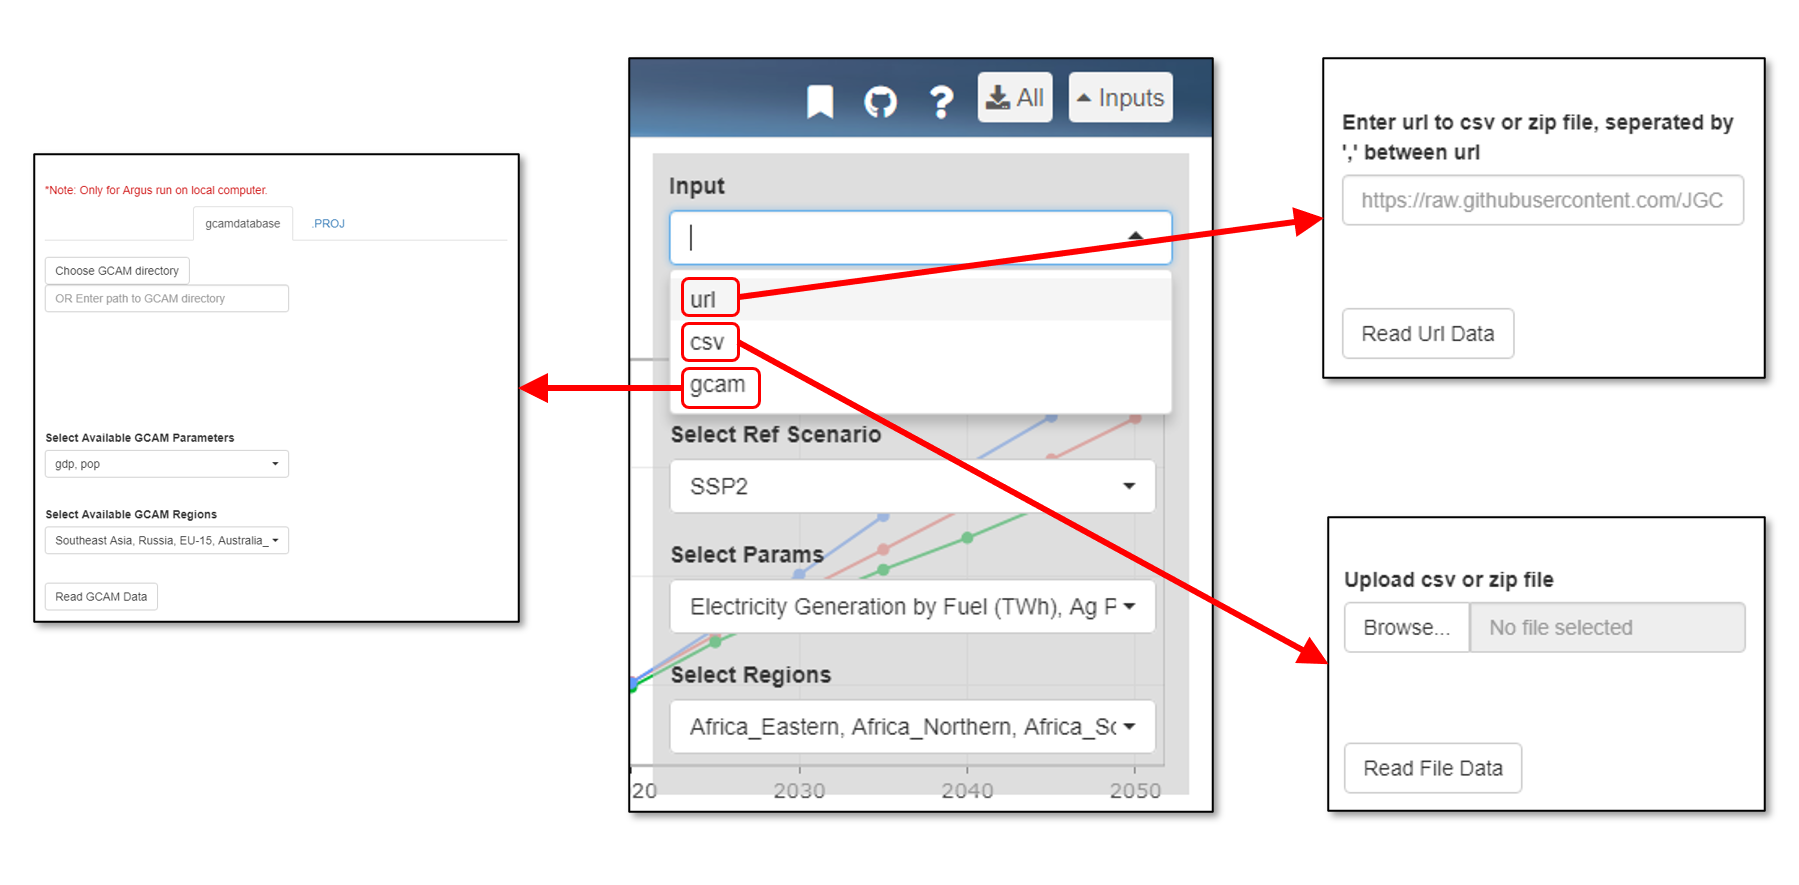 *Note: Only for Argus run on local computer.
gcamdatabase
.PROJ
Choose GCAM directory
OR Enter path to GCAM directory
Select Available GCAM Parameters
gdp, pop
Select Available GCAM Regions
Southeast Asia, Russia, EU-15, Australia_
Read GCAM Data
All
Inputs
Input
url
csv
gcam
Select Ref Scenario
SSP2
Select Params
Electricity Generation by Fuel (TWh), Ag P
Select Regions
Africa_Eastern, Africa_Northern, Africa_So
20
2030
2040
2050
Enter url to csv or zip file, seperated by
',' between url
https://raw.githubusercontent.com/JGC
Read Url Data
Upload csv or zip file
Browse...
No file selected
Read File Data